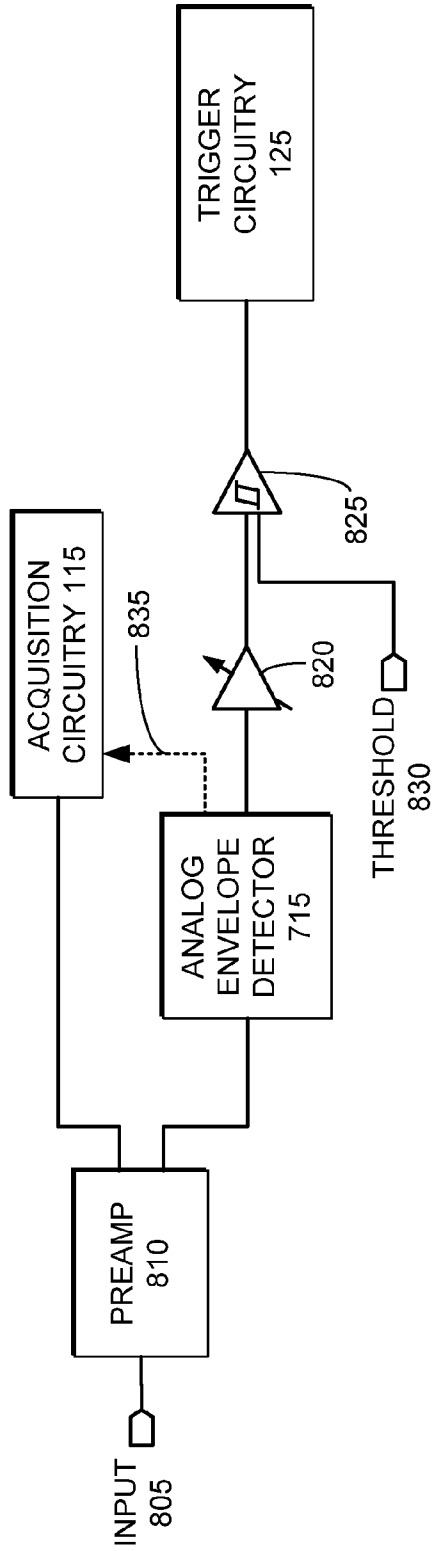 INPUT
805
PREAMP
810
ACQUISITION
CIRCUITRY 115
835
ANALOG
ENVELOPE
DETECTOR
715
820
825
THRESHOLD
830
TRIGGER
CIRCUITRY
125